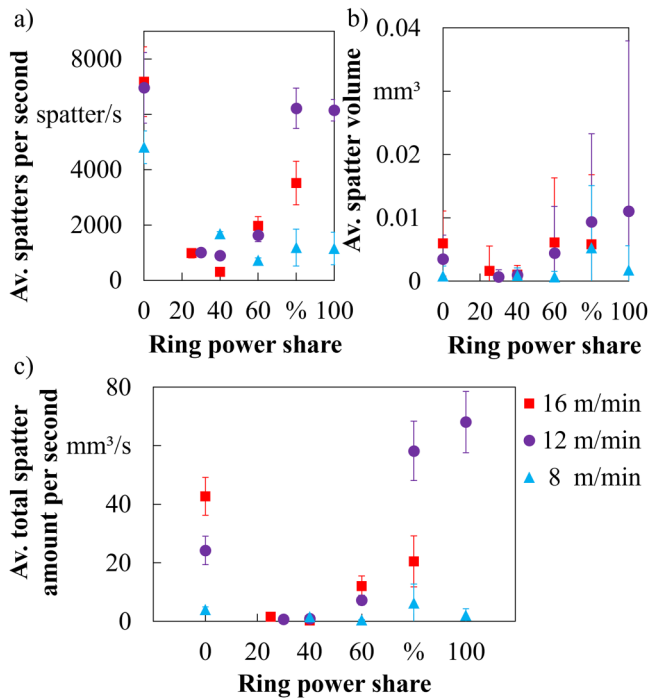 a)
Av. spatters per second
8000
spatter/s
4000
2000
0
0 20 40 60 % 100
Ring power share
b)
Av. spatter volume
0.04
mm³
0.02
0.01
0
0 20 40 60 % 100
Ring power share
c)
Av. total spatter
amount per second
80
mm³/s
40
20
0
0 20 40 60 % 100
Ring power share
16 m/min
12 m/min
8 m/min